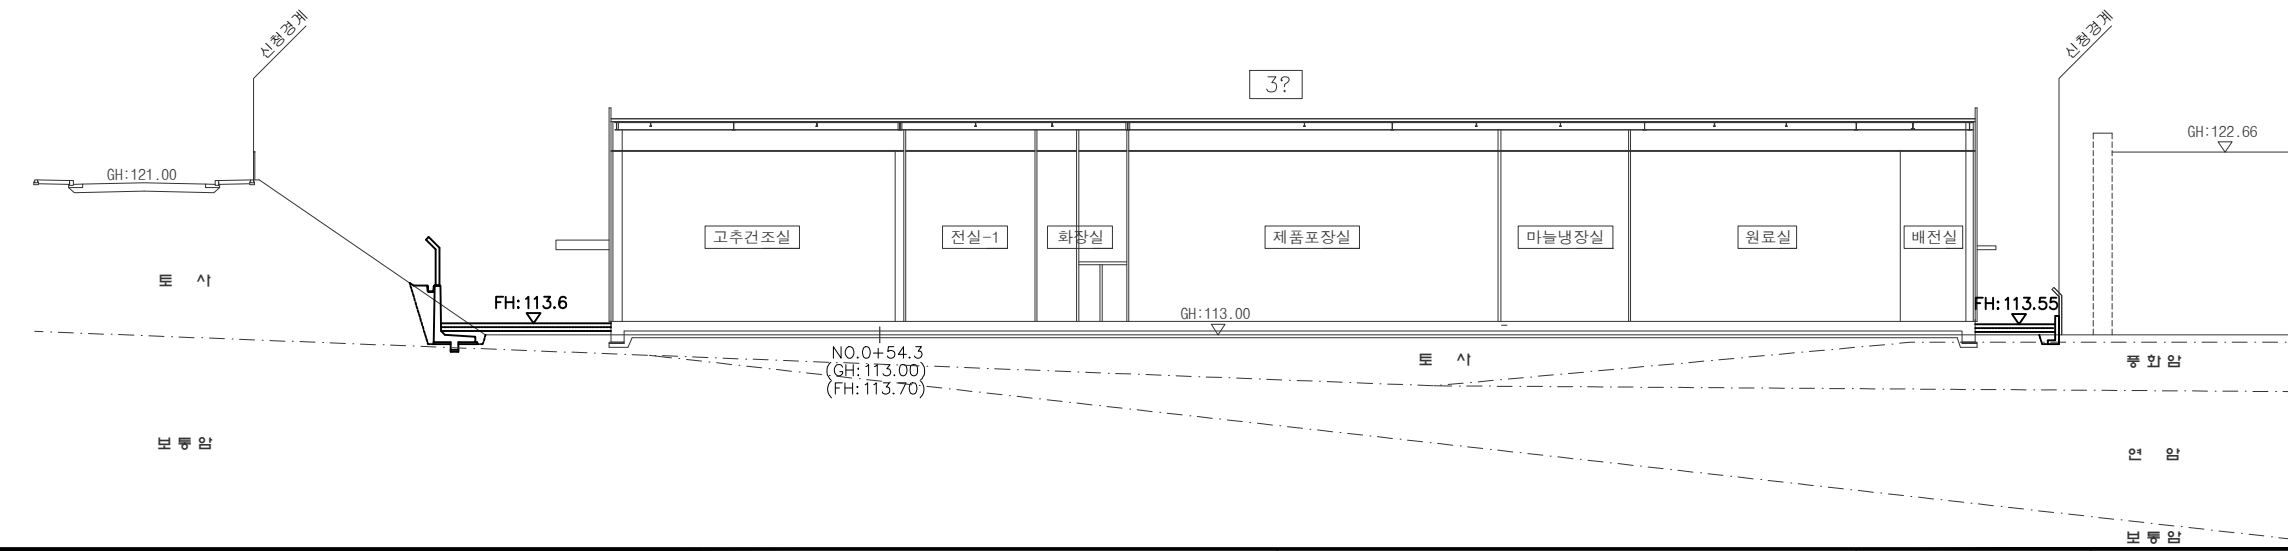 신청경계
신청경계
3?
GH:122.66
GH:121.00
고추건조실
전실-1
화장실
제품포장실
마늘냉장실
원료실
배전실
토 사
FH:113.6
GH:113.00
FH:113.55
NO.0+54.3
(GH:113.00)
(FH:113.70)
토 사
풍화암
보통암
연 암
보통암